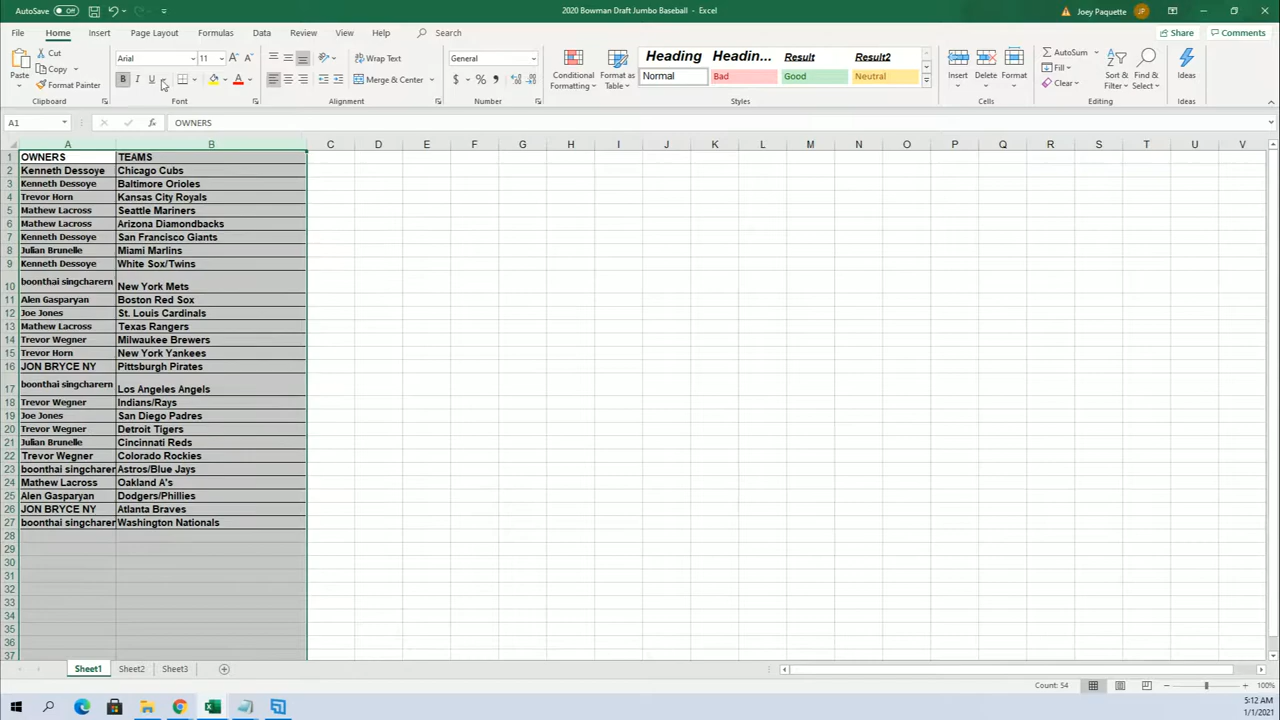 AutoSave Off 2020 Bowman Draft Jumbo Baseball - Excel Joey Paquette JP
File Home Insert Page Layout Formulas Data Review View Help Search Share Comments
Paste Cut Copy Format Painter Clipboard
Arial 11 B I U A A A Font
Wrap Text Merge & Center Alignment
General $ % , Number
Conditional Formatting Format as Table
Heading Headin... Result Result2
Normal Bad Good Neutral
Styles
Insert Delete Format Cells
AutoSum Fill Clear Sort & Filter Find & Select Editing
Ideas Ideas
A1 fx OWNERS
A B C D E F G H I J K L M N O P Q R S T U V
1 OWNERS TEAMS
2 Kenneth Dessoye Chicago Cubs
3 Kenneth Dessoye Baltimore Orioles
4 Trevor Horn Kansas City Royals
5 Mathew Lacross Seattle Mariners
6 Mathew Lacross Arizona Diamondbacks
7 Kenneth Dessoye San Francisco Giants
8 Julian Brunelle Miami Marlins
9 Kenneth Dessoye White Sox/Twins
10 boonthai singcharern New York Mets
11 Alen Gasparyan Boston Red Sox
12 Joe Jones St. Louis Cardinals
13 Mathew Lacross Texas Rangers
14 Trevor Wegner Milwaukee Brewers
15 Trevor Horn New York Yankees
16 JON BRYCE NY Pittsburgh Pirates
17 boonthai singcharern Los Angeles Angels
18 Trevor Wegner Indians/Rays
19 Joe Jones San Diego Padres
20 Trevor Wegner Detroit Tigers
21 Julian Brunelle Cincinnati Reds
22 Trevor Wegner Colorado Rockies
23 boonthai singcharer Astros/Blue Jays
24 Mathew Lacross Oakland A's
25 Alen Gasparyan Dodgers/Phillies
26 JON BRYCE NY Atlanta Braves
27 boonthai singcharer Washington Nationals
28
29
30
31
32
33
34
35
36
37
Sheet1 Sheet2 Sheet3
Count: 54 100%
5:12 AM
1/1/2021